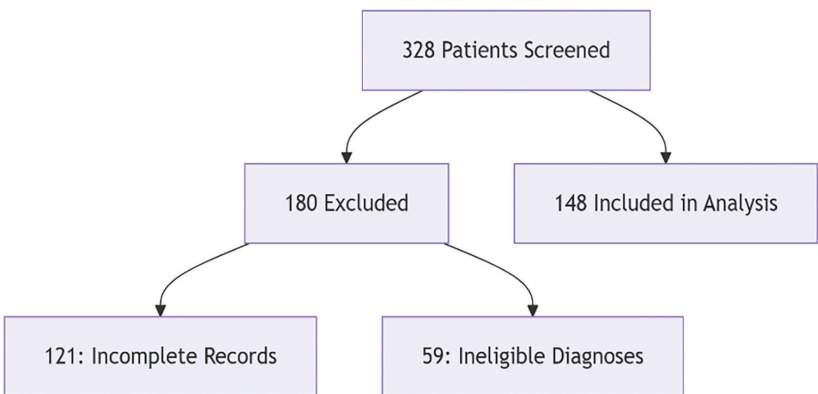 328 Patients Screened
180 Excluded
148 Included in Analysis
121: Incomplete Records
59: Ineligible Diagnoses